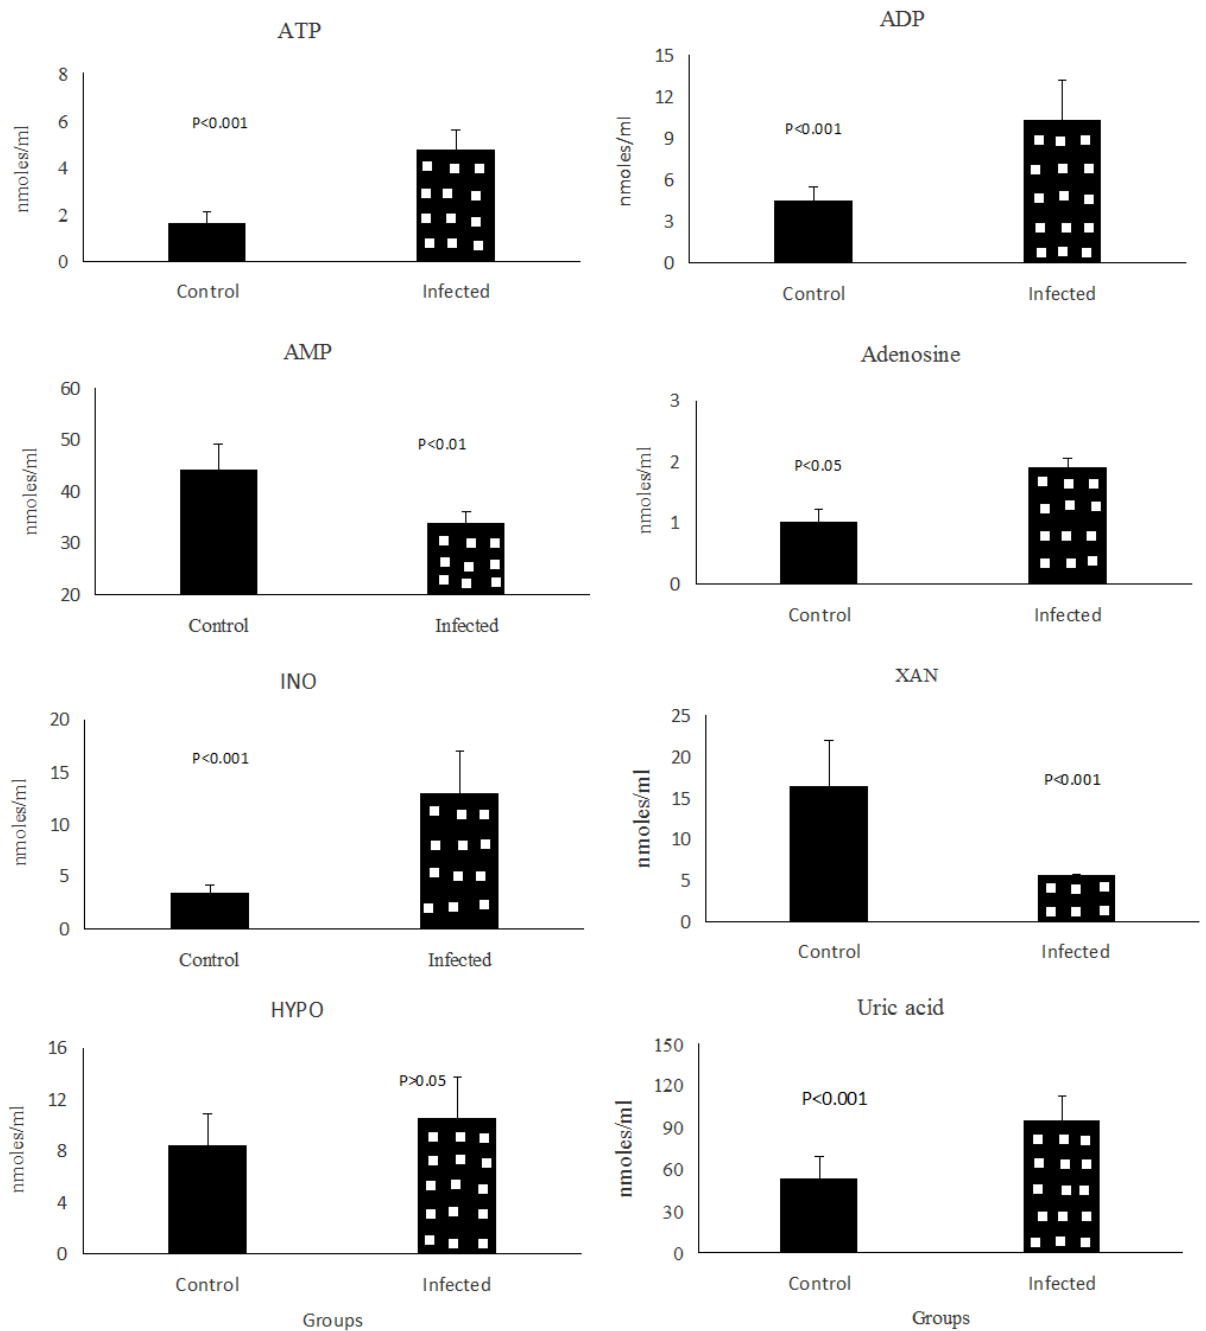 ATP
8
6
4
2
0
nmoles/ml
P<0.001
Control
Infected
ADP
15
12
9
6
3
0
nmoles/ml
P<0.001
Control
Infected
AMP
60
50
40
30
20
nmoles/ml
P<0.01
Control
Infected
Adenosine
3
2
1
0
nmoles/ml
P<0.05
Control
Infected
INO
20
15
10
5
0
nmoles/ml
P<0.001
Control
Infected
XAN
25
20
15
10
5
0
nmoles/ml
P<0.001
Control
Infected
HYPO
16
12
8
4
0
nmoles/ml
P>0.05
Control
Infected
Groups
Uric acid
150
120
90
60
30
0
nmoles/ml
P<0.001
Control
Infected
Groups